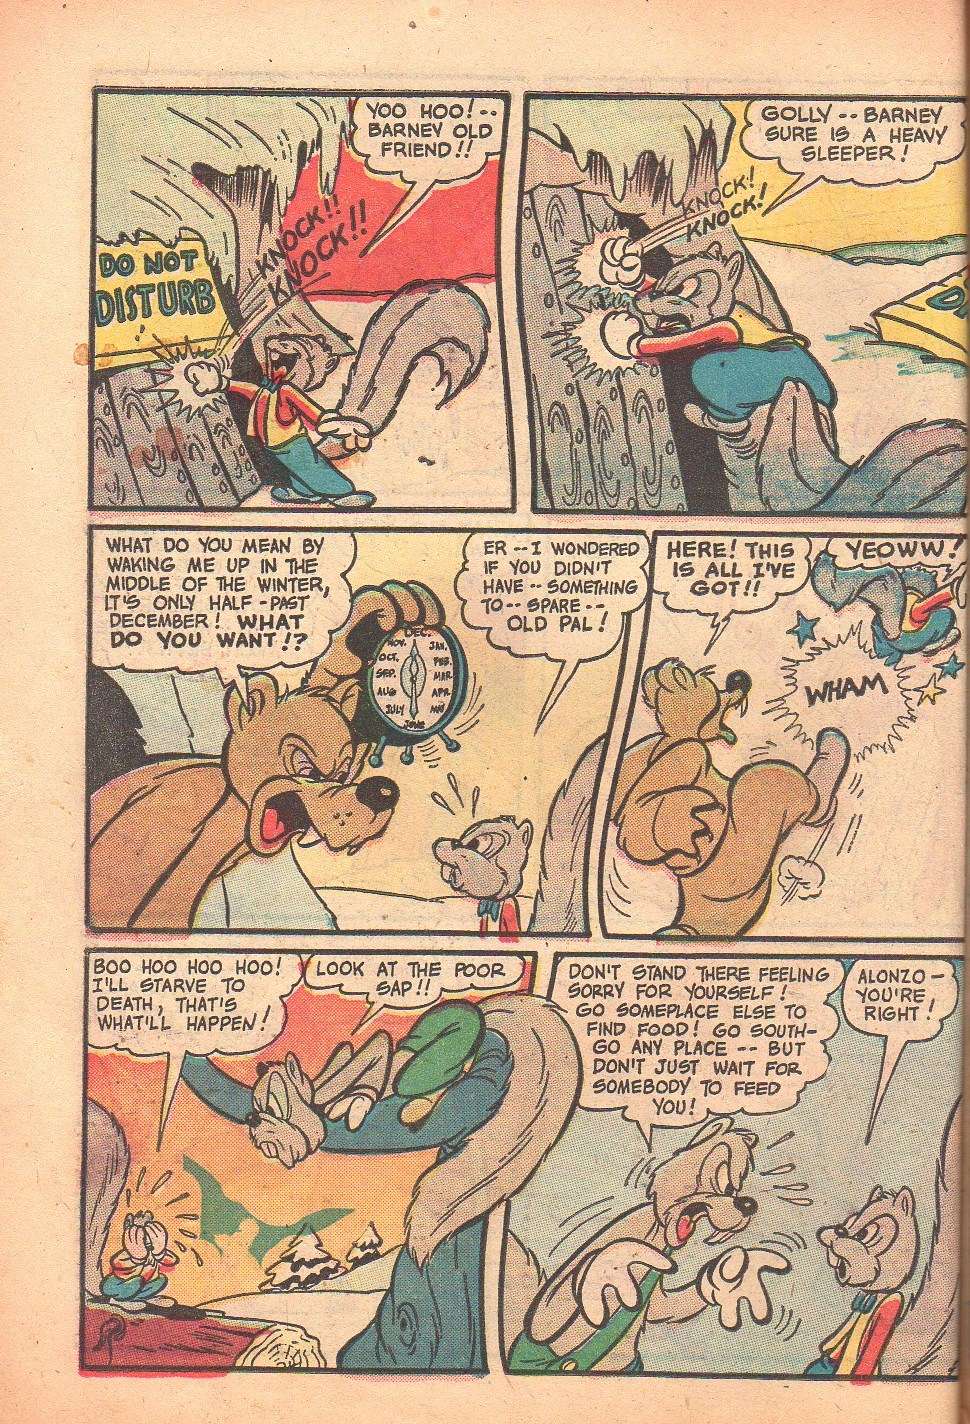 YOO HOO!--
BARNEY OLD
FRIEND!!
KNOCK!!
KNOCK!!
DO NOT
DISTURB
GOLLY -- BARNEY
SURE IS A HEAVY
SLEEPER!
KNOCK!
KNOCK!
WHAT DO YOU MEAN BY
WAKING ME UP IN THE
MIDDLE OF THE WINTER,
IT'S ONLY HALF-PAST
DECEMBER! WHAT
DO YOU WANT!?
DEC.
JAN.
FEB.
MAR.
APR.
MAY
JUNE
JULY
AUG
SEP.
OCT.
NOV.
ER -- I WONDERED
IF YOU DIDN'T
HAVE -- SOMETHING
TO -- SPARE --
OLD PAL!
HERE! THIS
IS ALL I'VE
GOT!!
YEOWW!
WHAM
BOO HOO HOO HOO!
I'LL STARVE TO
DEATH, THAT'S
WHAT'LL HAPPEN!
LOOK AT THE POOR
SAP!!
DON'T STAND THERE FEELING
SORRY FOR YOURSELF!
GO SOMEPLACE ELSE TO
FIND FOOD! GO SOUTH-
GO ANY PLACE -- BUT
DON'T JUST WAIT FOR
SOMEBODY TO FEED
YOU!
ALONZO -
YOU'RE
RIGHT!